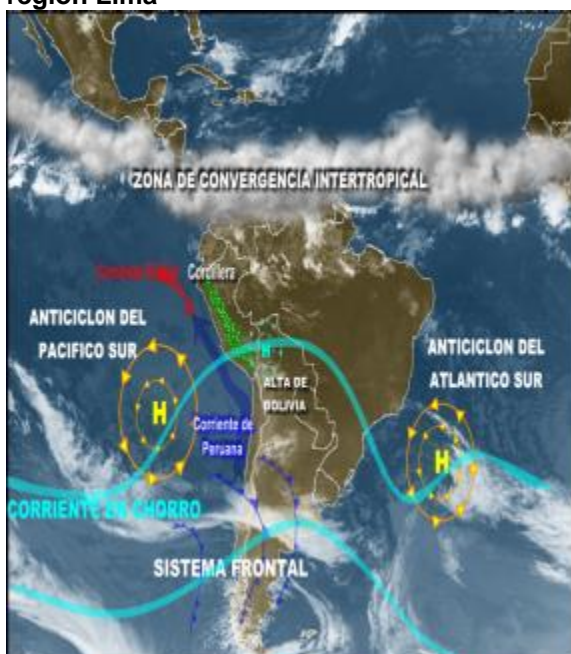 región Lima
ZONA DE CONVERGENCIA INTERTROPICAL
Cordillera
ANTICICLON DEL
PACIFICO SUR
H
H
ALTA DE
BOLIVIA
ANTICICLON DEL
ATLANTICO SUR
H
Corriente de
Peruana
CORRIENTE EN CHORRO
SISTEMA FRONTAL